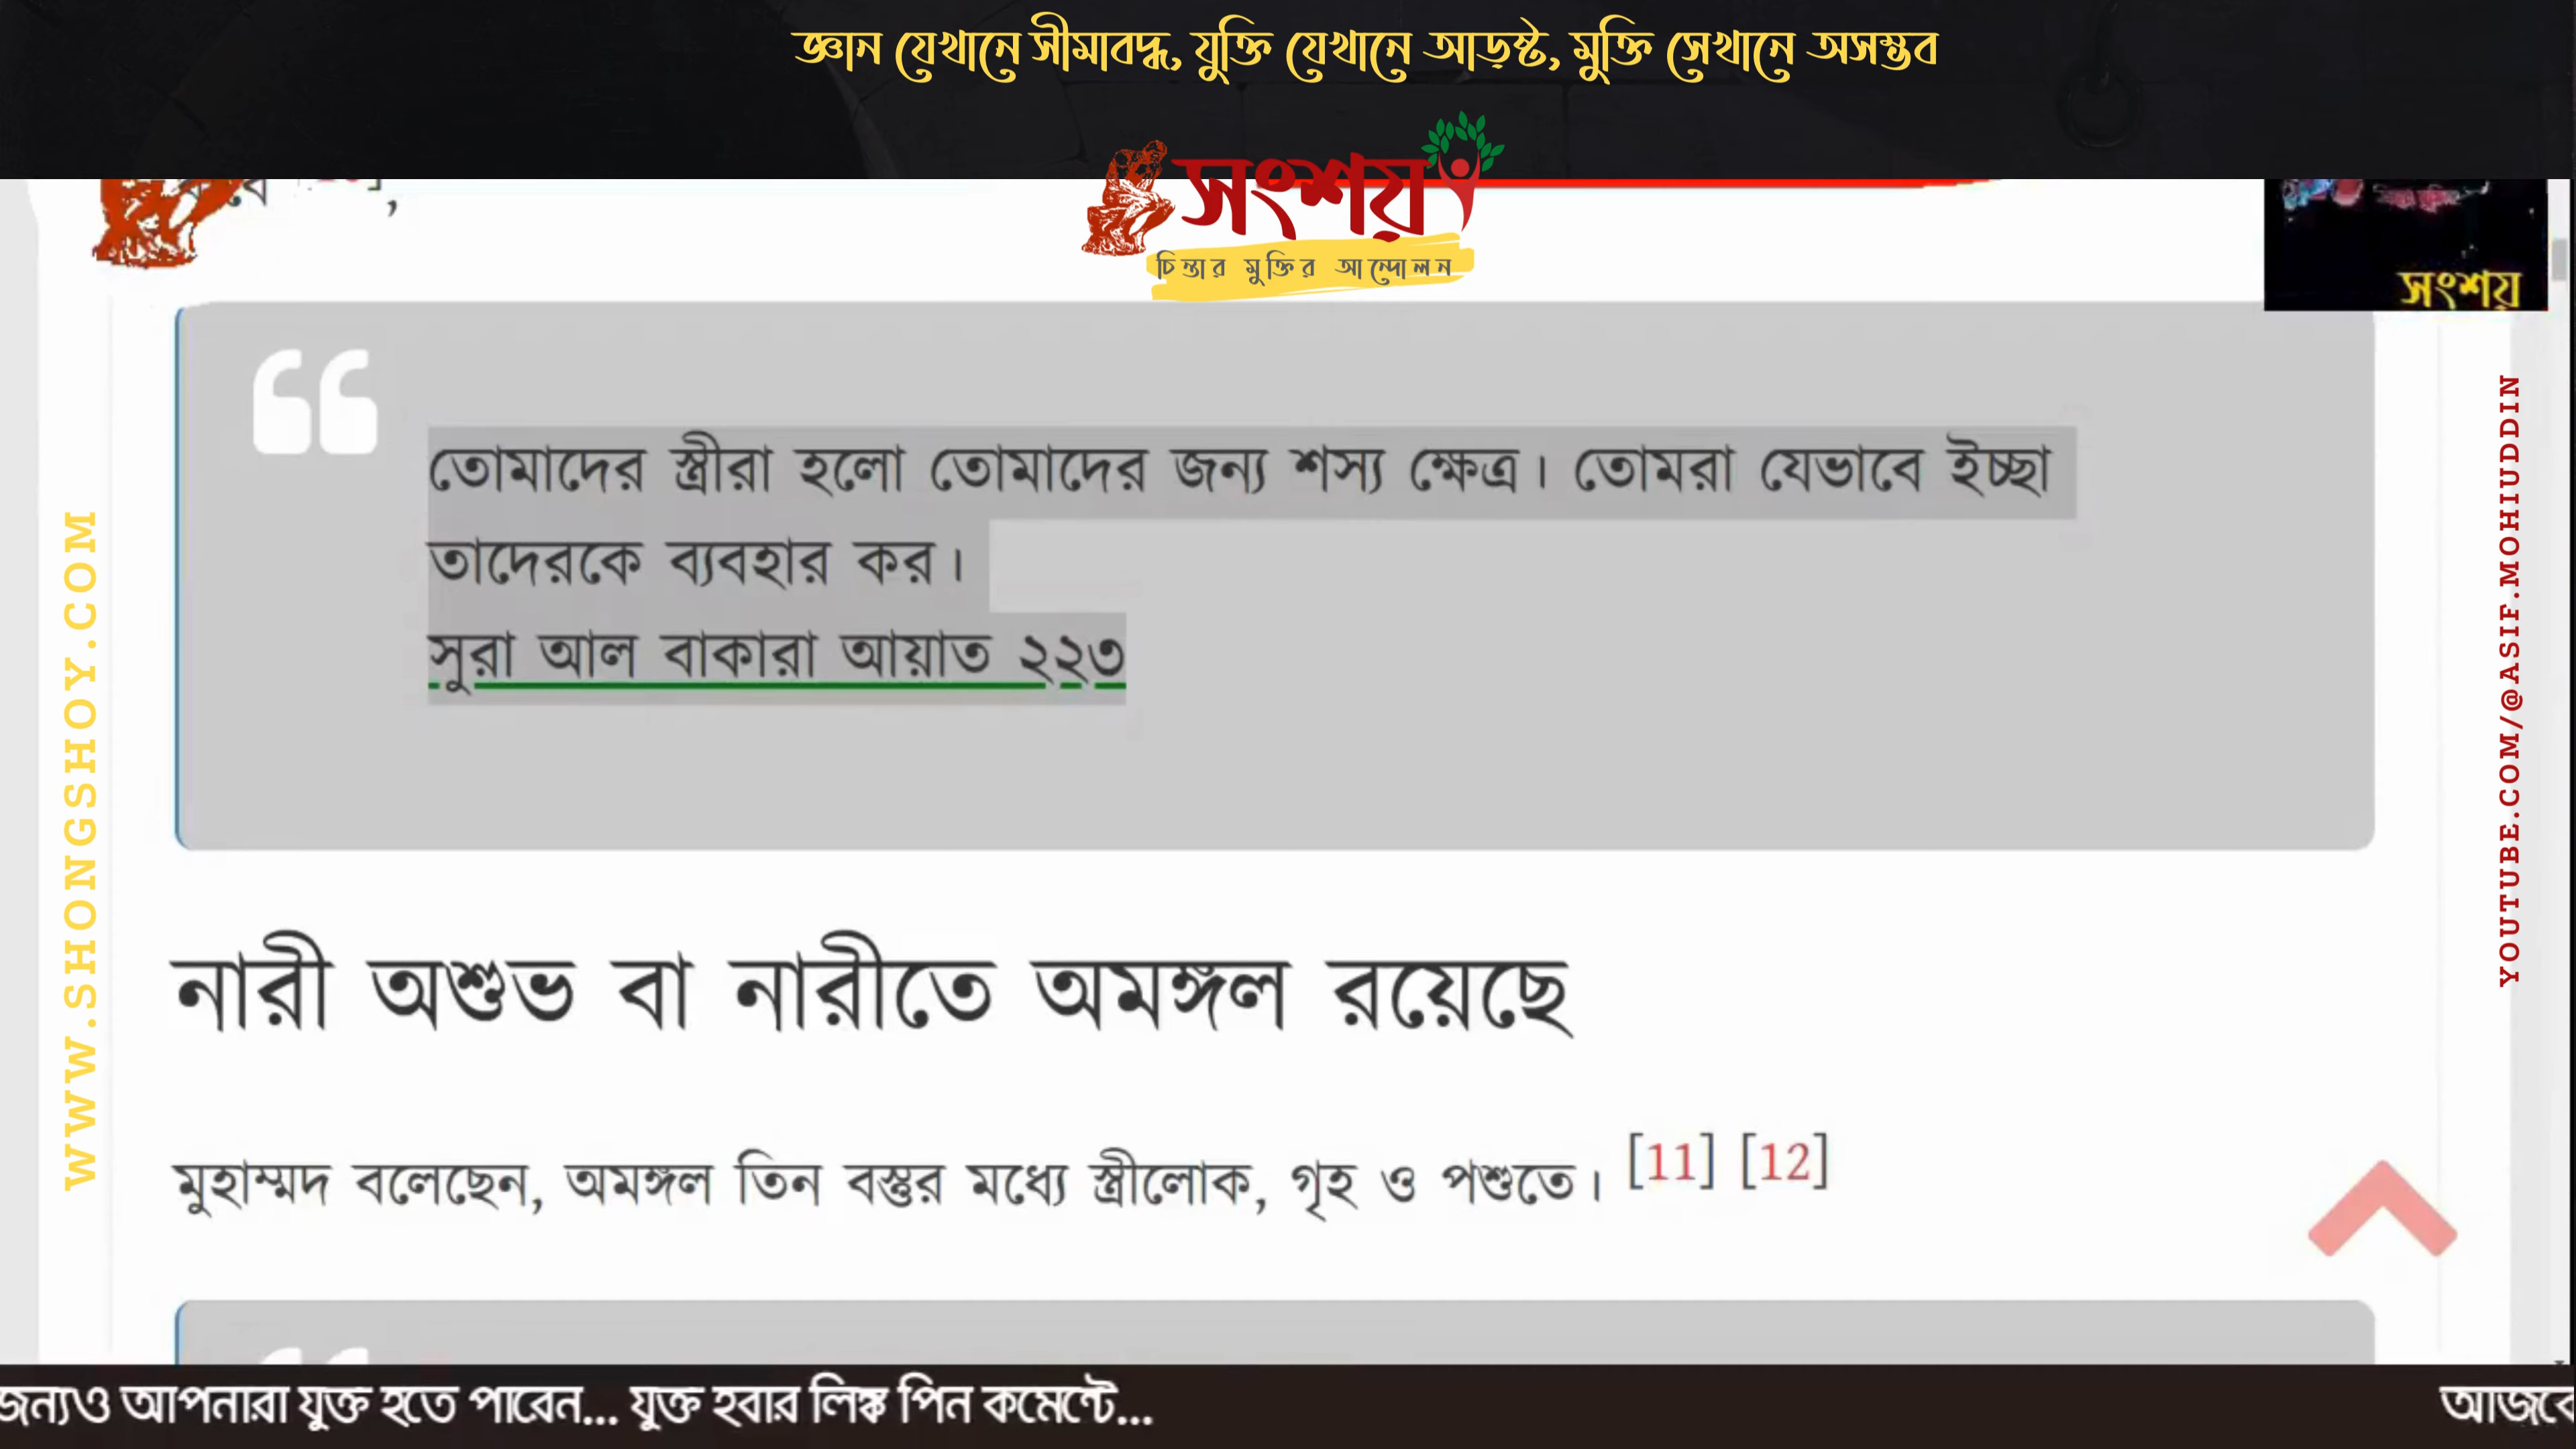 জ্ঞান যেখানে সীমাবদ্ধ, যুক্তি যেখানে আড়ষ্ট, মুক্তি সেখানে অসম্ভব
সংশয়
চিন্তার মুক্তির আন্দোলন
সংশয়
তোমাদের স্ত্রীরা হলো তোমাদের জন্য শস্য ক্ষেত্র। তোমরা যেভাবে ইচ্ছা
তাদেরকে ব্যবহার কর।
সুরা আল বাকারা আয়াত ২২৩
WWW.SHONGSHOY.COM
YOUTUBE.COM/@ASIF.MOHIUDDIN
নারী অশুভ বা নারীতে অমঙ্গল রয়েছে
মুহাম্মদ বলেছেন, অমঙ্গল তিন বস্তুর মধ্যে স্ত্রীলোক, গৃহ ও পশুতে। [11] [12]
জন্যও আপনারা যুক্ত হতে পারেন... যুক্ত হবার লিঙ্ক পিন কমেন্টে...